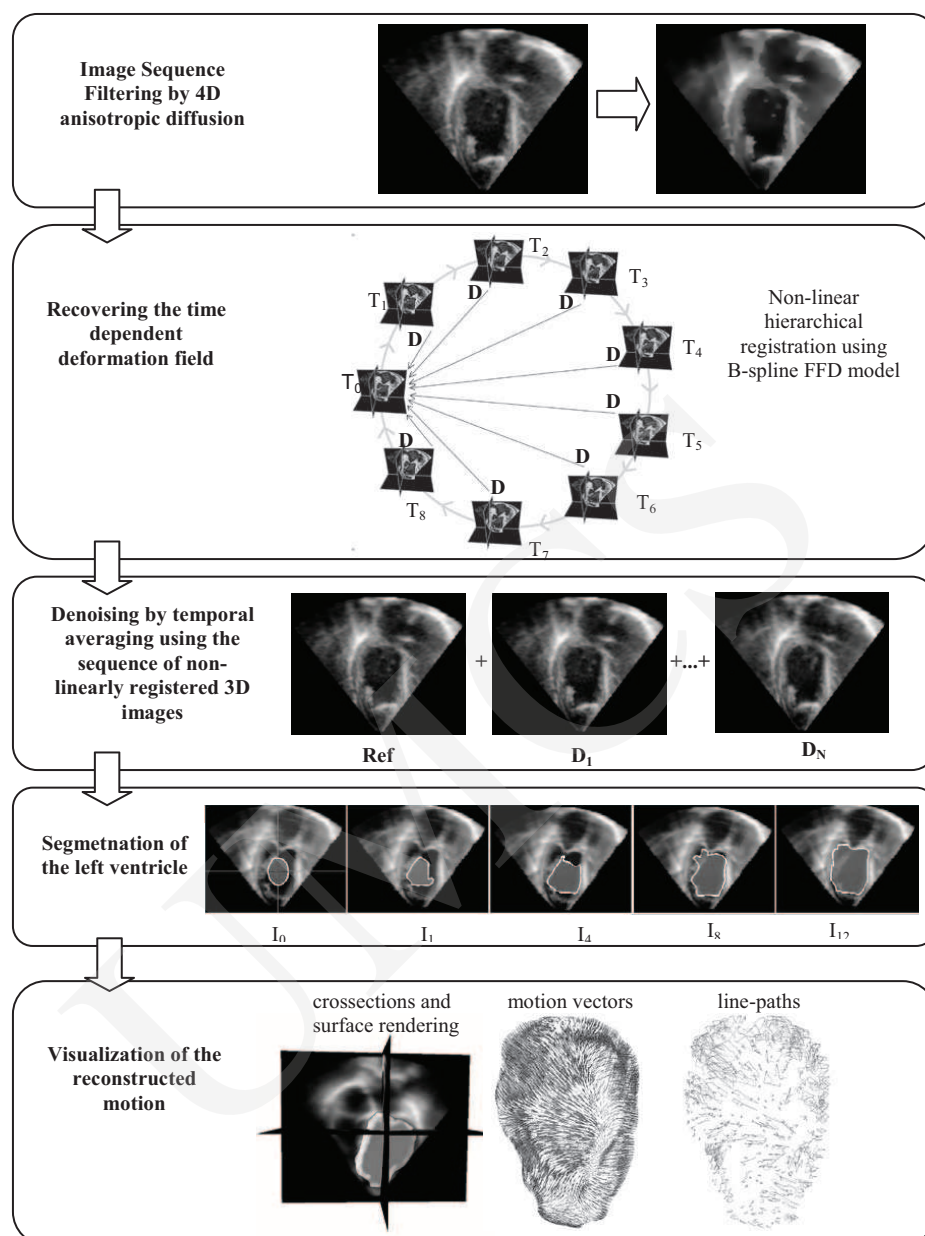 Image Sequence
Filtering by 4D
anisotropic diffusion
Recovering the time
dependent
deformation field
T0
T1
T2
T3
T4
T5
T6
T7
T8
D
D
D
D
D
D
D
D
Non-linear
hierarchical
registration using
B-spline FFD model
Denoising by temporal
averaging using the
sequence of non-
linearly registered 3D
images
+
+...+
Ref
D1
DN
Segmetnation of
the left ventricle
I0
I1
I4
I8
I12
Visualization of the
reconstructed
motion
crossections and
surface rendering
motion vectors
line-paths
UMCS